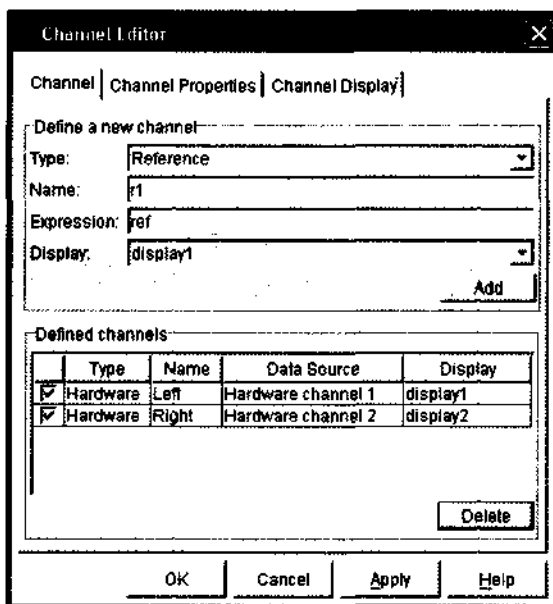 Channel Editor
Channel Channel Properties Channel Display
Define a new channel
Type: Reference
Name: r1
Expression: ref
Display: display1
Add
Defined channels
Type Name Data Source Display
Hardware Left Hardware channel 1 display1
Hardware Right Hardware channel 2 display2
Delete
OK Cancel Apply Help